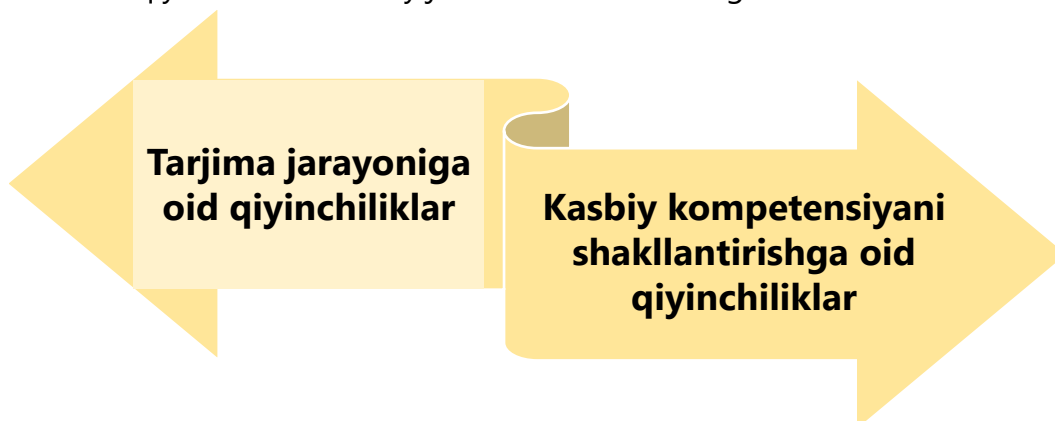 Tarjima jarayoniga
oid qiyinchiliklar
Kasbiy kompetensiyani
shakllantirishga oid
qiyinchiliklar